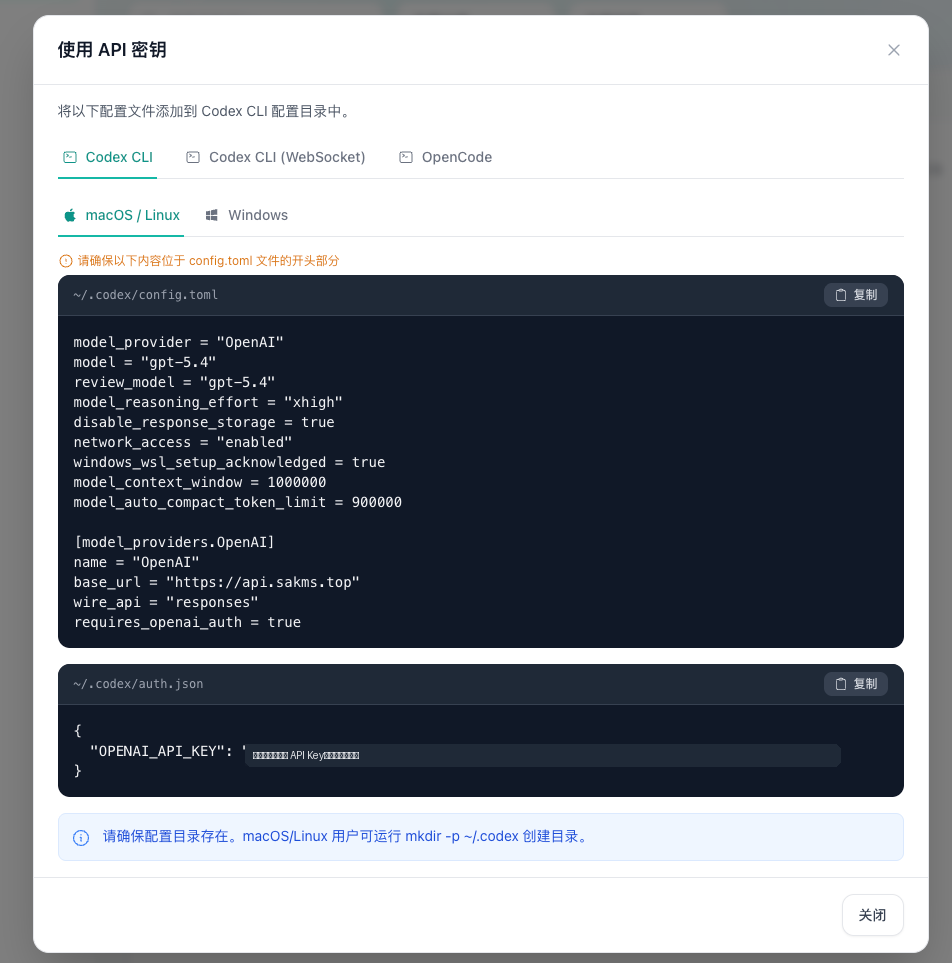 使用 API 密钥
将以下配置文件添加到 Codex CLI 配置目录中。
Codex CLI
Codex CLI (WebSocket)
OpenCode
macOS / Linux
Windows
请确保以下内容位于 config.toml 文件的开头部分
~/.codex/config.toml
复制
model_provider = "OpenAI"
model = "gpt-5.4"
review_model = "gpt-5.4"
model_reasoning_effort = "xhigh"
disable_response_storage = true
network_access = "enabled"
windows_wsl_setup_acknowledged = true
model_context_window = 1000000
model_auto_compact_token_limit = 900000
[model_providers.OpenAI]
name = "OpenAI"
base_url = "https://api.sakms.top"
wire_api = "responses"
requires_openai_auth = true
~/.codex/auth.json
复制
{
"OPENAI_API_KEY": "
API Key
}
请确保配置目录存在。macOS/Linux 用户可运行 mkdir -p ~/.codex 创建目录。
关闭